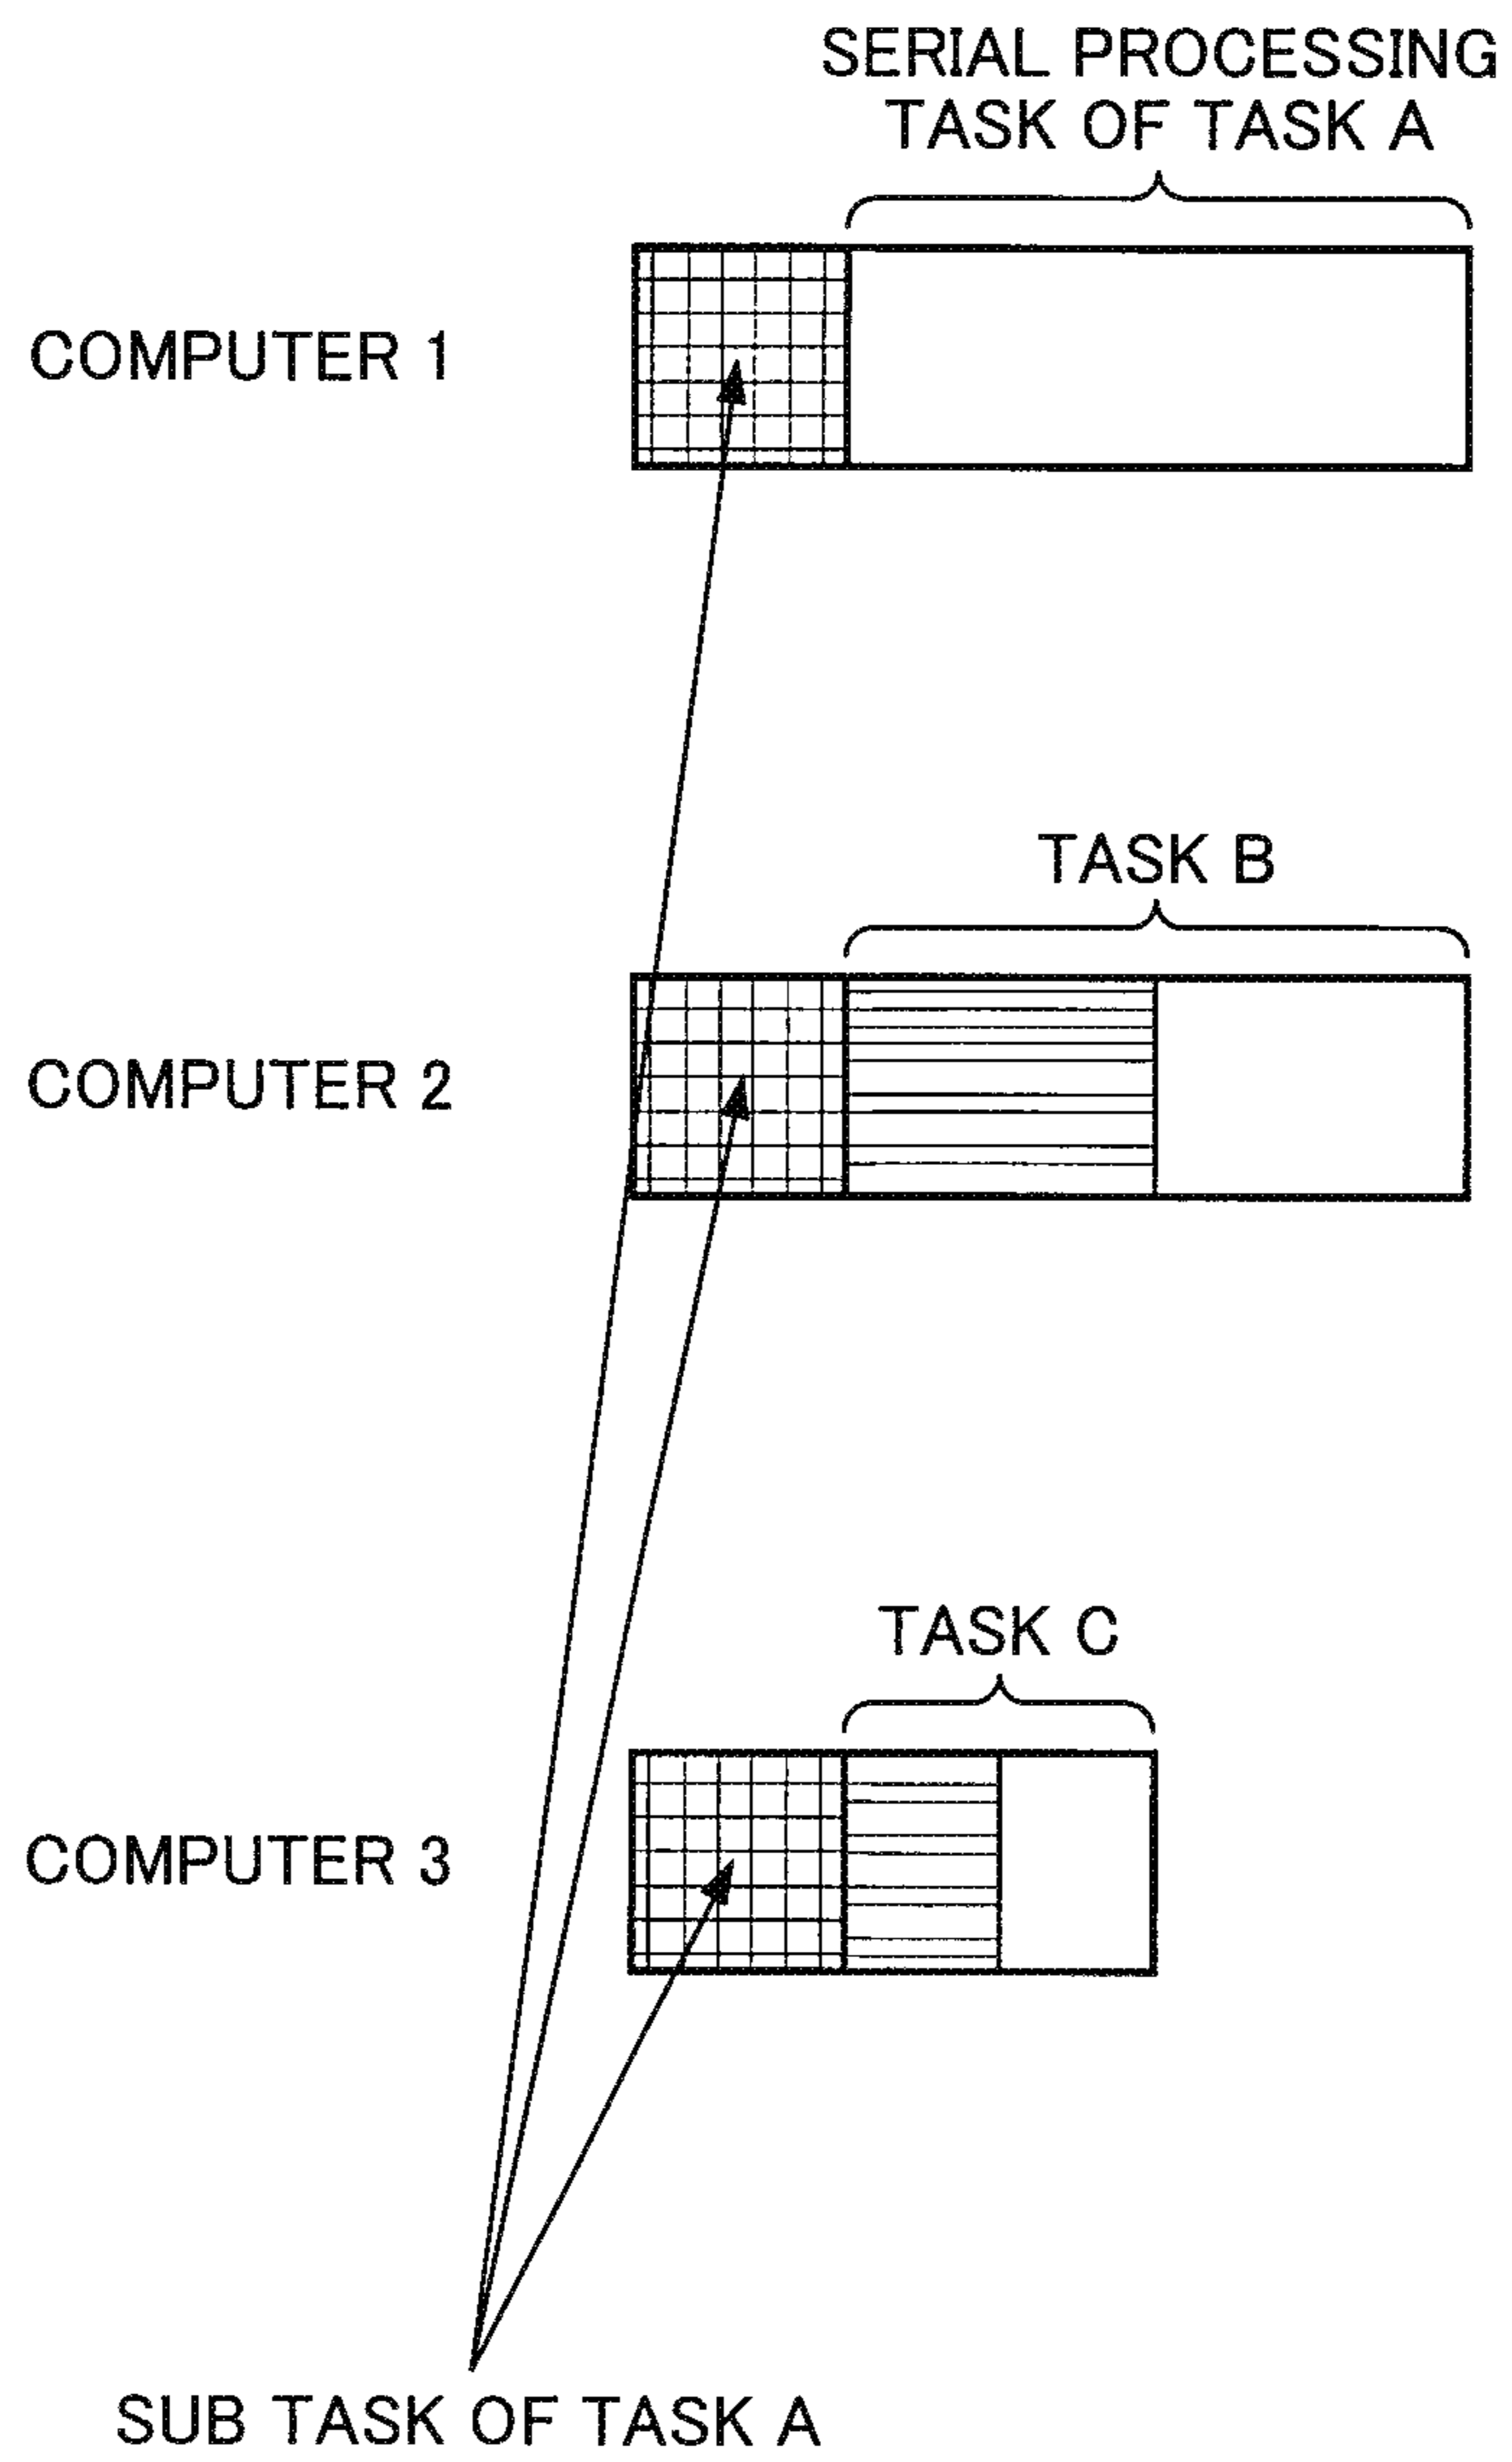 SERIAL PROCESSING
TASK OF TASK A
COMPUTER 1
TASK B
COMPUTER 2
TASK C
COMPUTER 3
SUB TASK OF TASK A